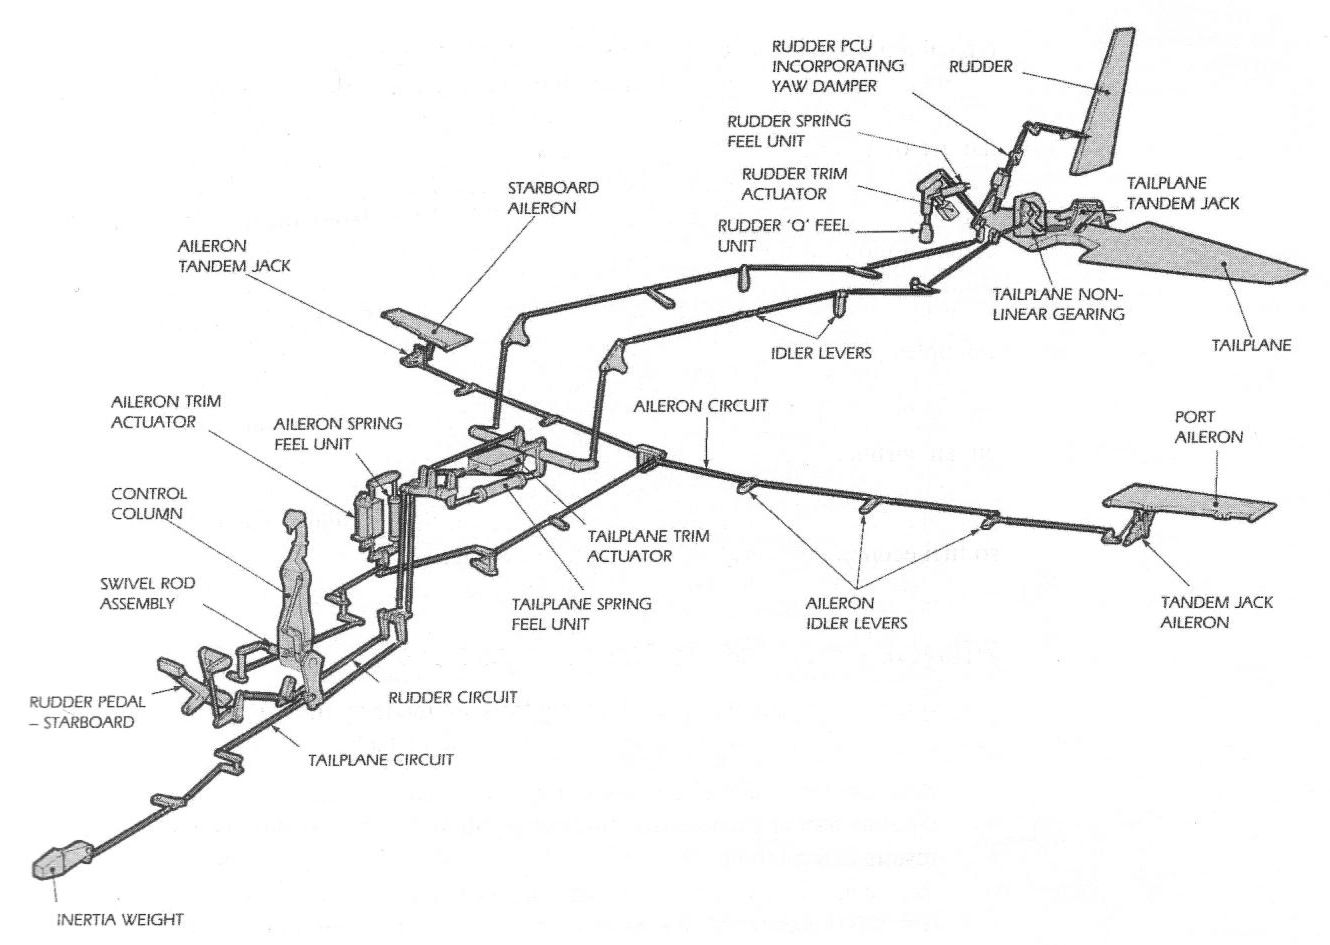 RUDDER PCU
INCORPORATING
YAW DAMPER
RUDDER
RUDDER SPRING
FEEL UNIT
RUDDER TRIM
ACTUATOR
RUDDER ‘Q’ FEEL
UNIT
TAILPLANE
TANDEM JACK
STARBOARD
AILERON
AILERON
TANDEM JACK
TAILPLANE NON-
LINEAR GEARING
TAILPLANE
IDLER LEVERS
AILERON TRIM
ACTUATOR
AILERON SPRING
FEEL UNIT
AILERON CIRCUIT
PORT
AILERON
CONTROL
COLUMN
TAILPLANE TRIM
ACTUATOR
SWIVEL ROD
ASSEMBLY
TAILPLANE SPRING
FEEL UNIT
AILERON
IDLER LEVERS
TANDEM JACK
AILERON
RUDDER PEDAL
– STARBOARD
RUDDER CIRCUIT
TAILPLANE CIRCUIT
INERTIA WEIGHT